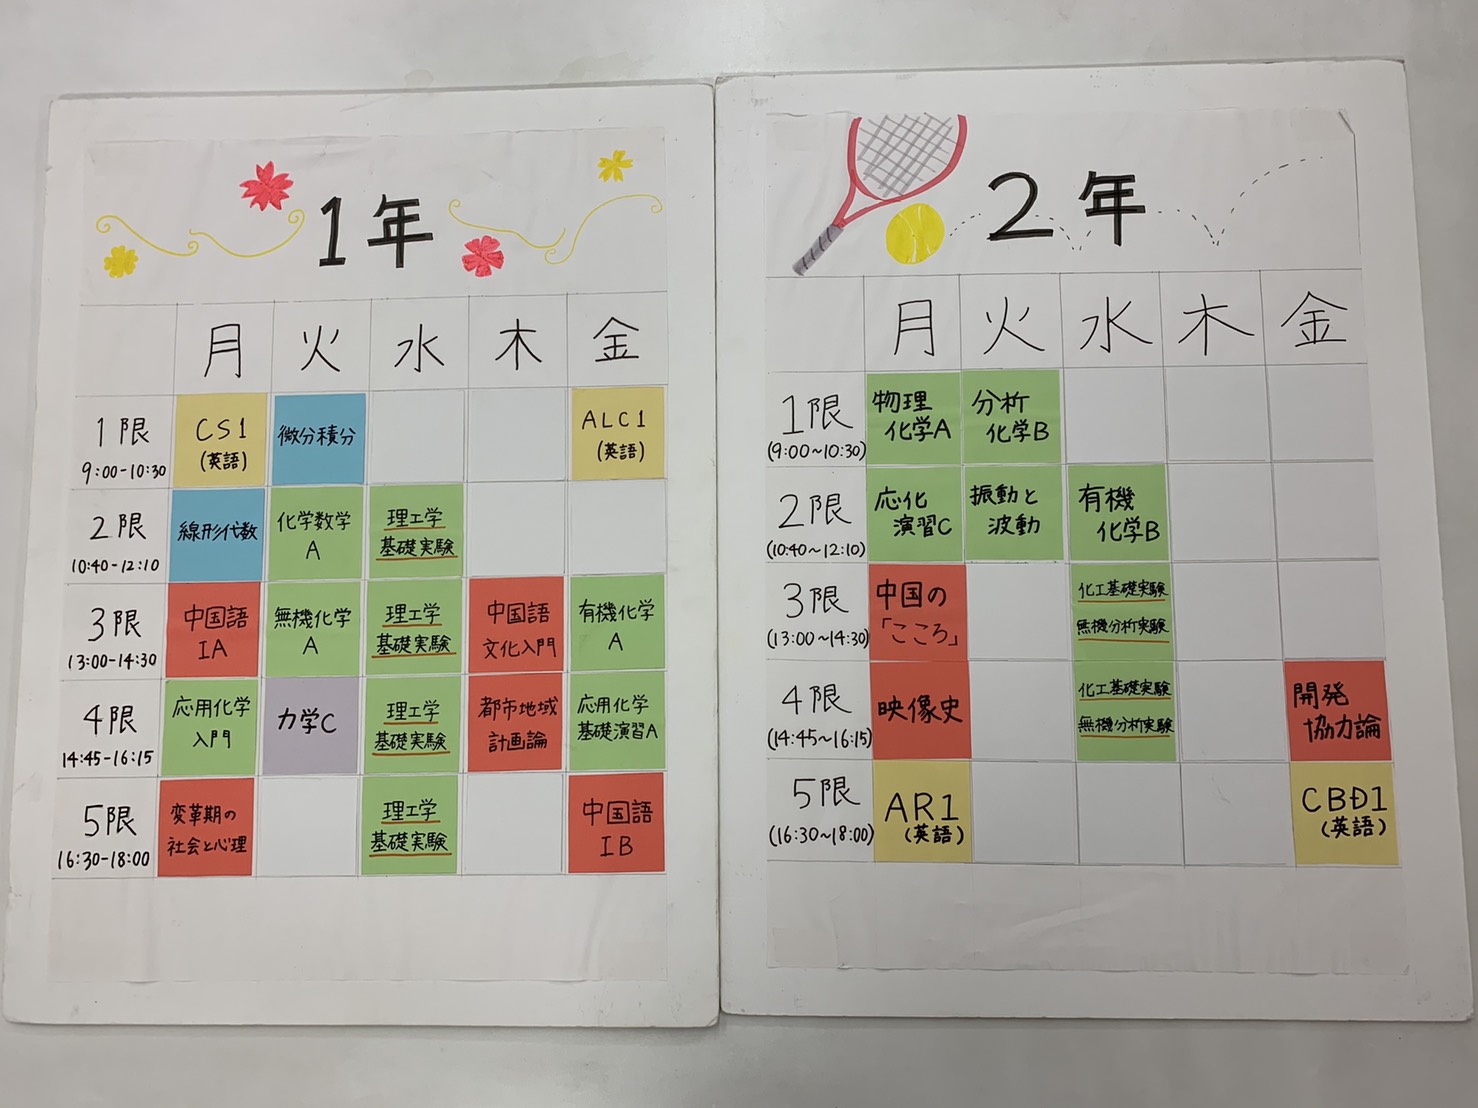 1年
月 火 水 木 金
1限
9:00-10:30
CS1
(英語)
微分積分
ALC1
(英語)
2限
10:40-12:10
線形代数
化学数学
A
理工学
基礎実験
3限
13:00-14:30
中国語
IA
無機化学
A
理工学
基礎実験
中国語
文化入門
有機化学
A
4限
14:45-16:15
応用化学
入門
力学C
理工学
基礎実験
都市地域
計画論
応用化学
基礎演習A
5限
16:30-18:00
変革期の
社会と心理
理工学
基礎実験
中国語
IB
2年
月 火 水 木 金
1限
(9:00~10:30)
物理
化学A
分析
化学B
2限
(10:40~12:10)
応化
演習C
振動と
波動
有機
化学B
3限
(13:00~14:30)
中国の
「こころ」
化工基礎実験
無機分析実験
4限
(14:45~16:15)
映像史
化工基礎実験
無機分析実験
開発
協力論
5限
(16:30~18:00)
AR1
(英語)
CBD1
(英語)